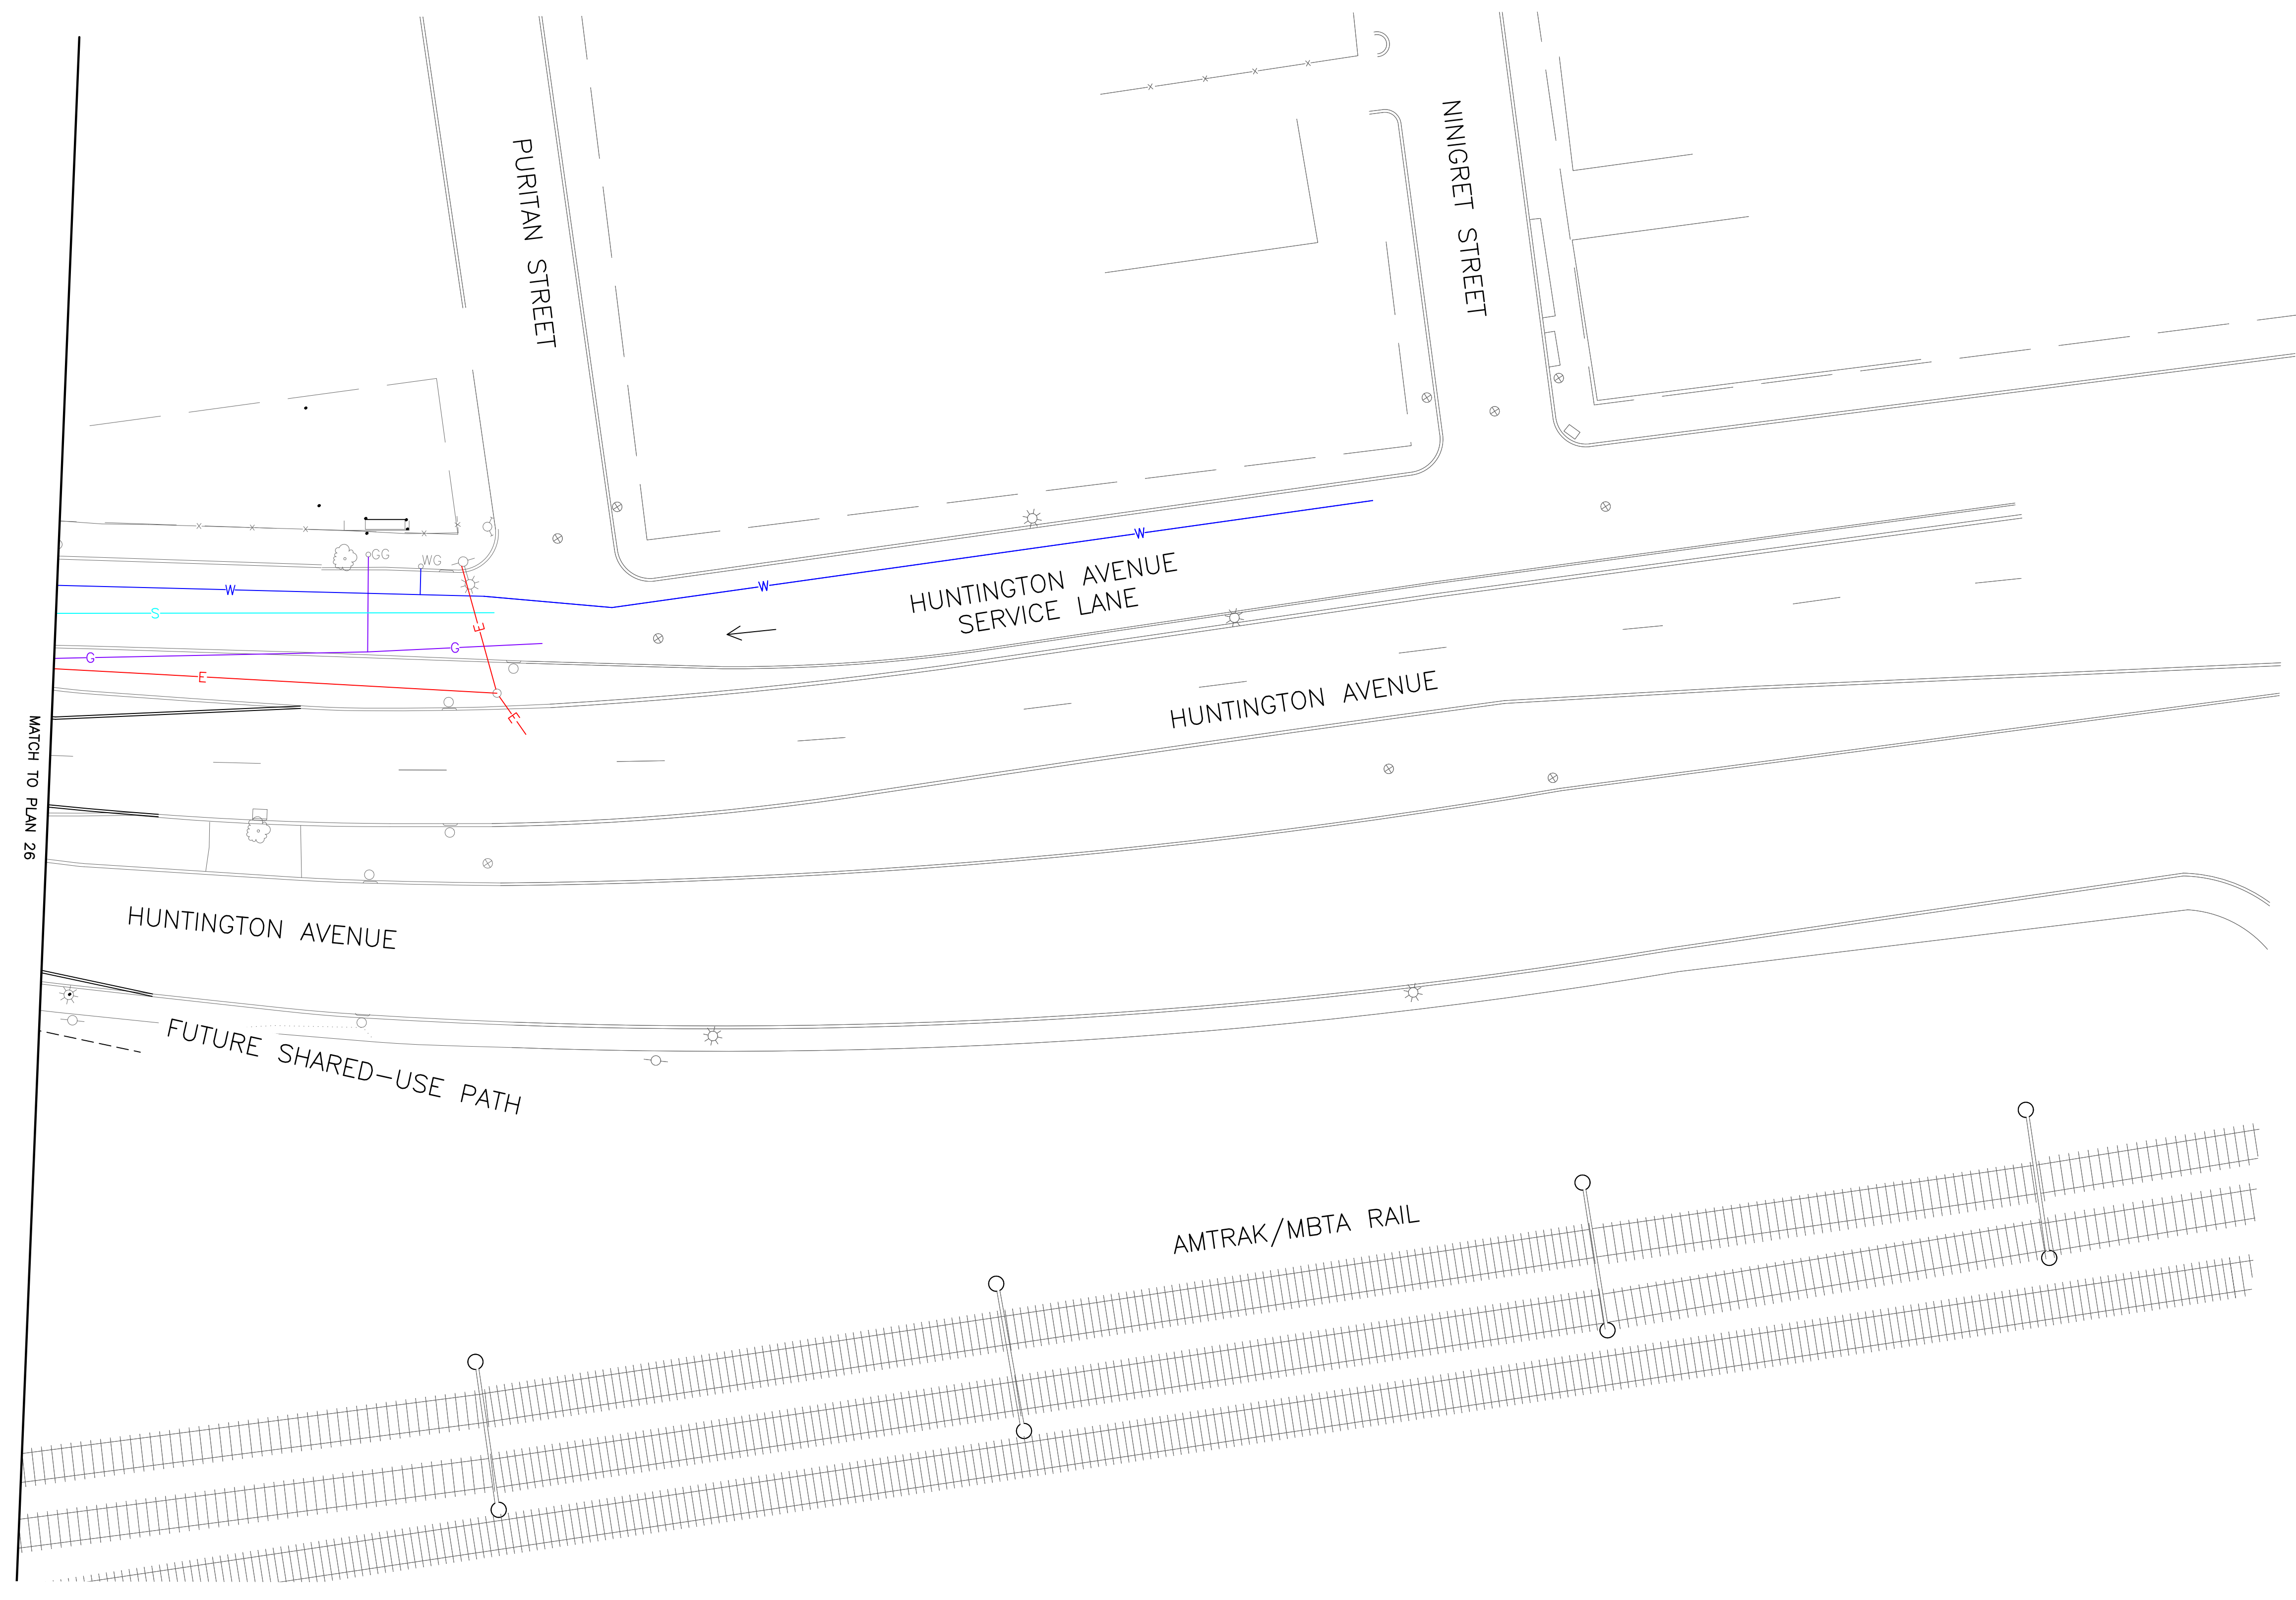 PURITAN STREET
NINIGRET STREET
GG
WG
W
W
W
HUNTINGTON AVENUE
SERVICE LANE
S
E
G
G
E
E
HUNTINGTON AVENUE
MATCH TO PLAN 26
HUNTINGTON AVENUE
FUTURE SHARED-USE PATH
AMTRAK/MBTA RAIL